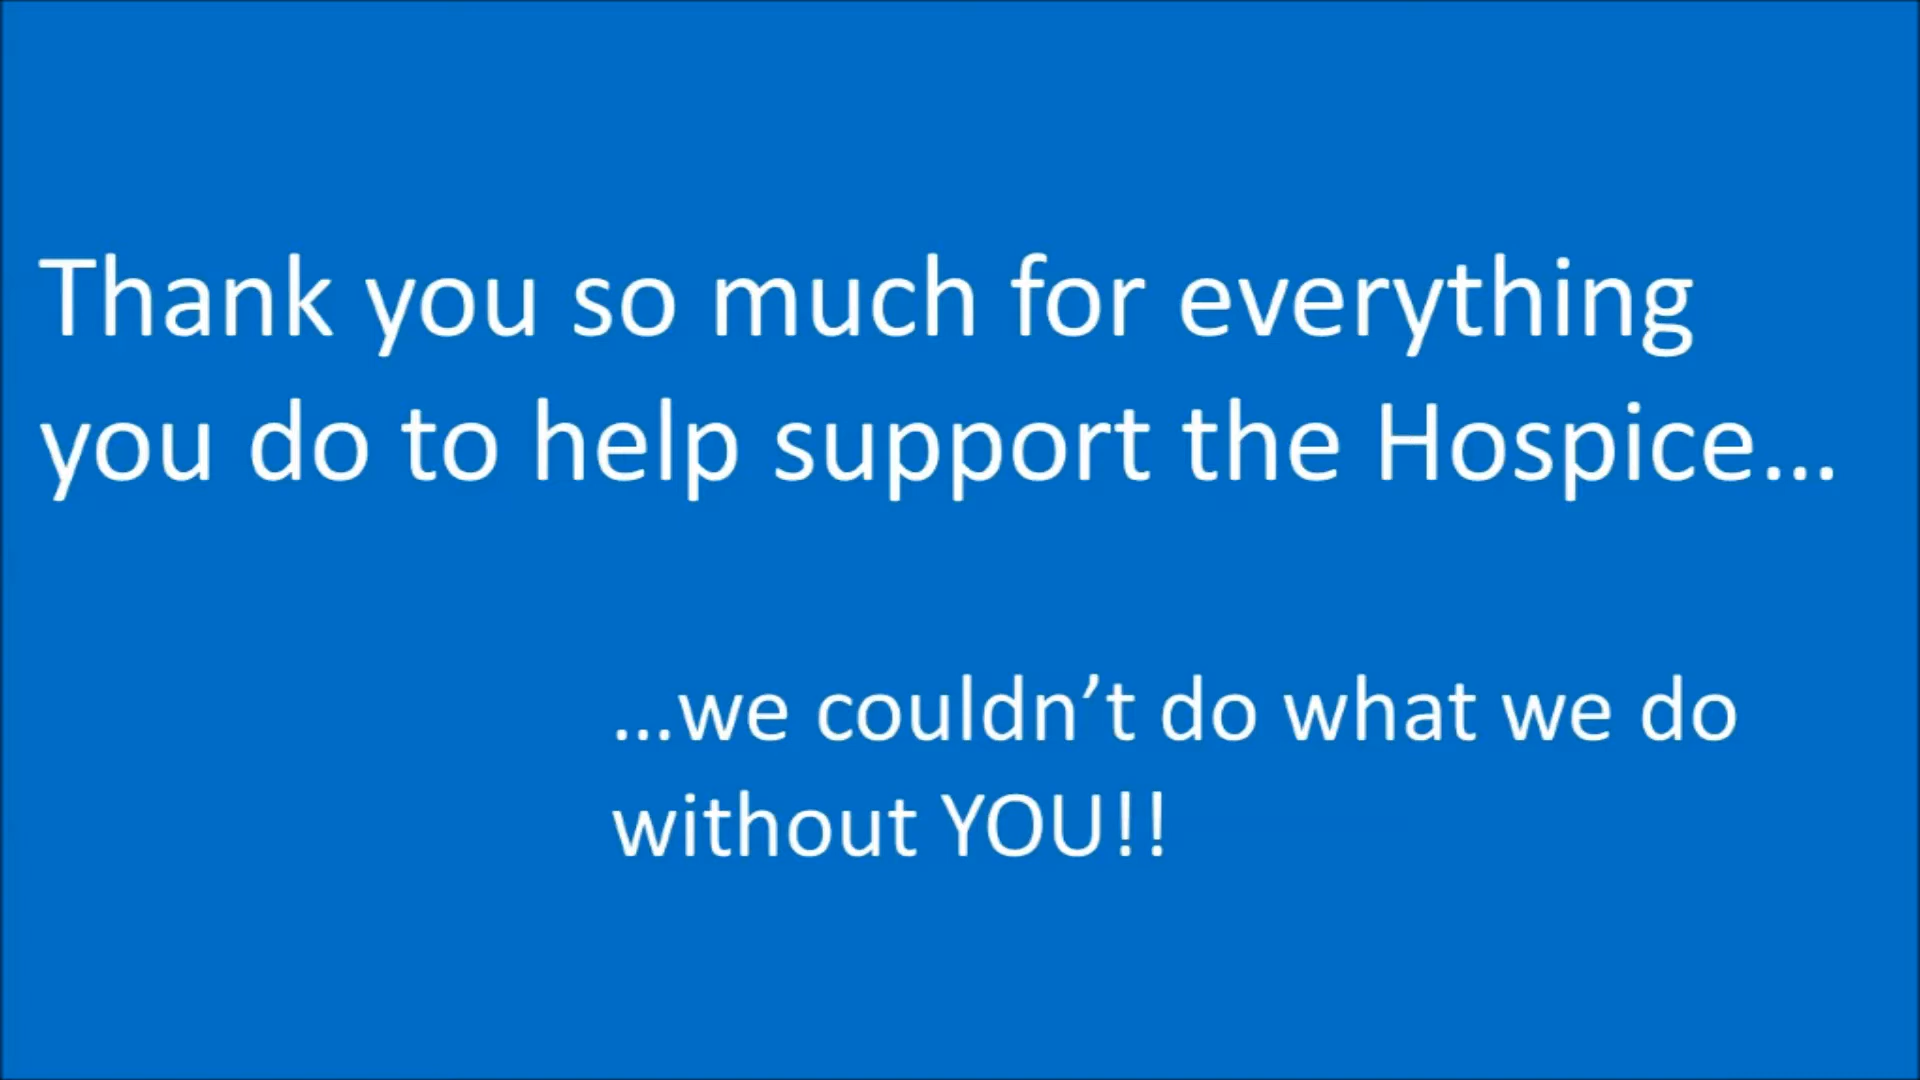 Thank you so much for everything
you do to help support the Hospice...
...we couldn’t do what we do
without YOU!!